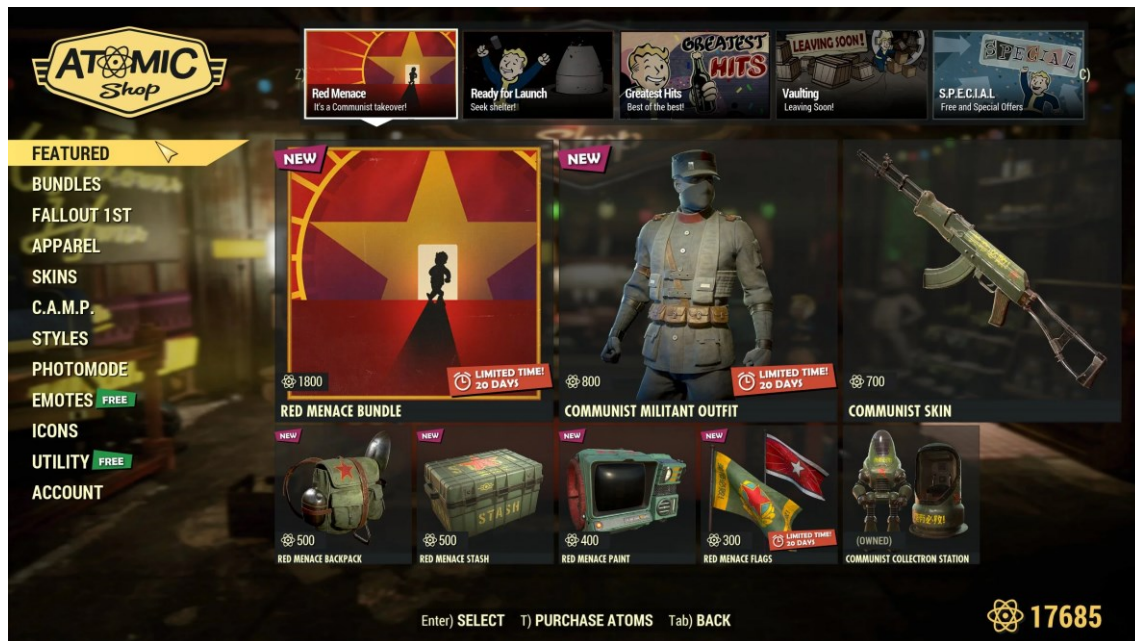 ATOMIC
Shop
Red Menace
It's a Communist takeover!
Ready for Launch
Seek shelter!
GREATEST
HITS
Greatest Hits
Best of the best!
LEAVING SOON!
Vaulting
Leaving Soon!
SPECIAL
S.P.E.C.I.A.L
Free and Special Offers
C)
FEATURED
BUNDLES
FALLOUT 1ST
APPAREL
SKINS
C.A.M.P.
STYLES
PHOTOMODE
EMOTES FREE
ICONS
UTILITY FREE
ACCOUNT
NEW
1800
LIMITED TIME!
20 DAYS
RED MENACE BUNDLE
NEW
800
LIMITED TIME!
20 DAYS
COMMUNIST MILITANT OUTFIT
700
COMMUNIST SKIN
NEW
500
RED MENACE BACKPACK
NEW
STASH
500
RED MENACE STASH
NEW
400
RED MENACE PAINT
NEW
300
LIMITED TIME!
20 DAYS
RED MENACE FLAGS
(OWNED)
COMMUNIST COLLECTRON STATION
Enter) SELECT T) PURCHASE ATOMS Tab) BACK
17685